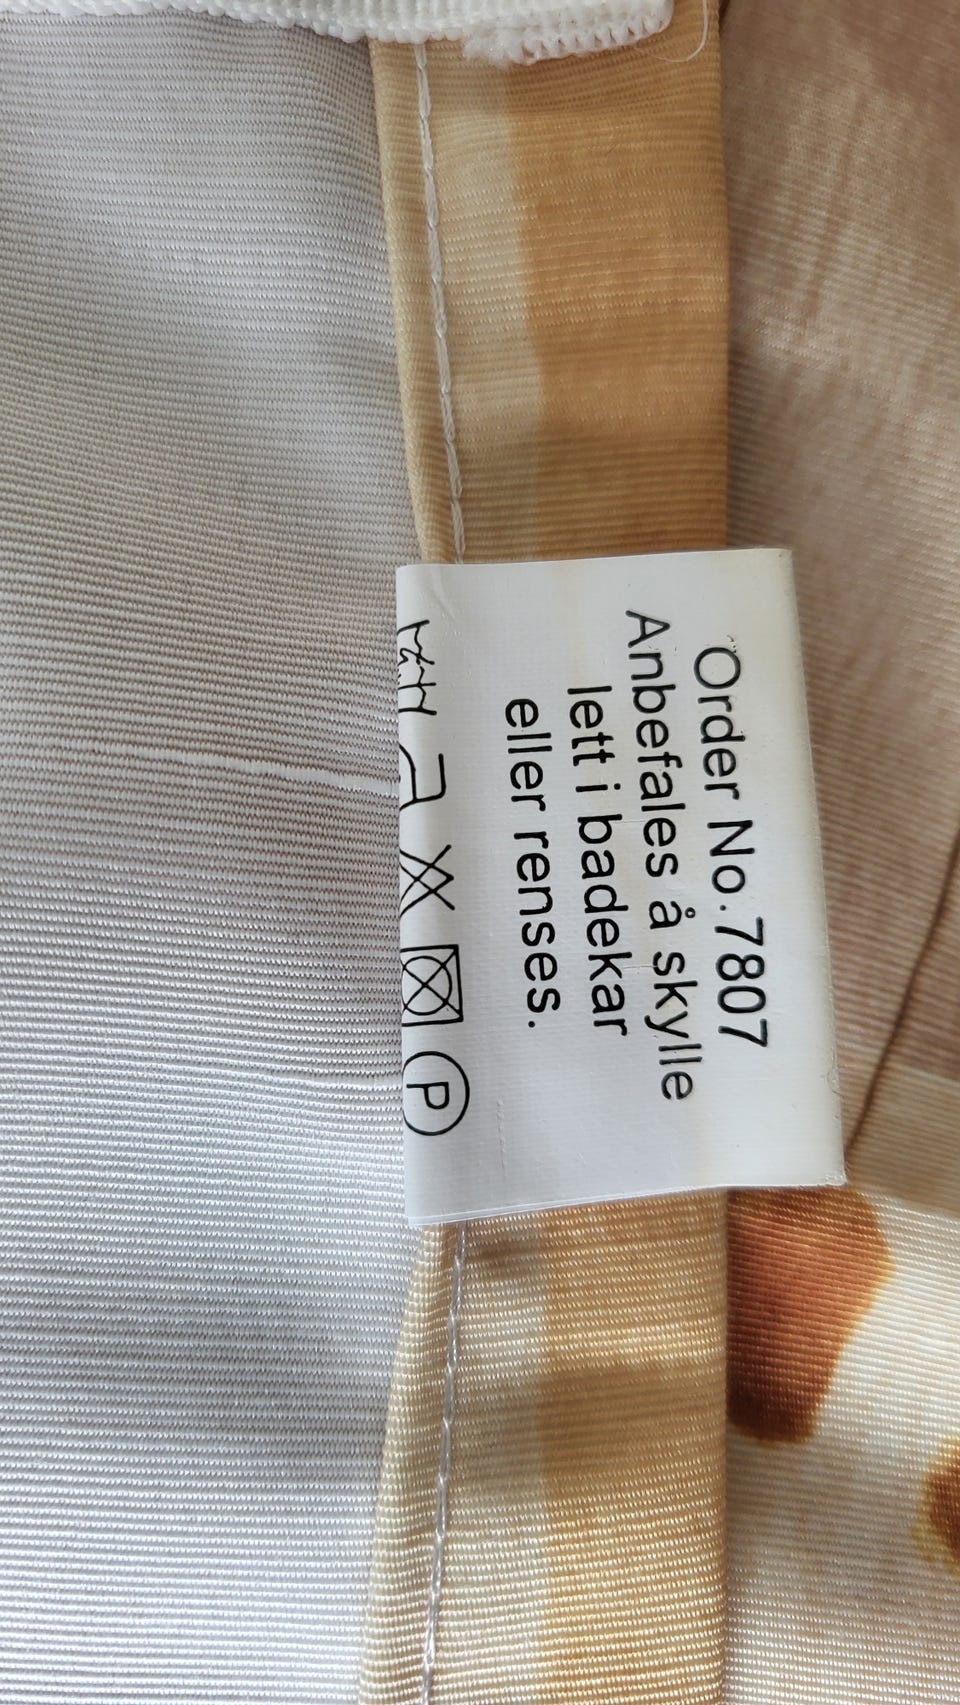 Order No.7807
Anbefales å skylle
lett i badekar
eller renses.
P